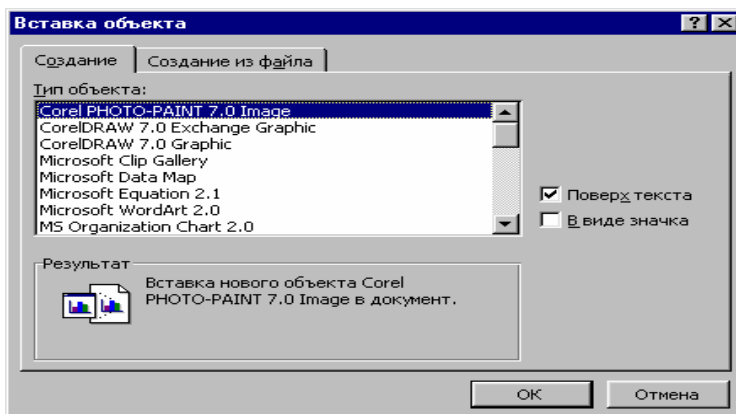 Вставка объекта
Создание
Создание из файла
Тип объекта:
Corel PHOTO-PAINT 7.0 Image
CorelDRAW 7.0 Exchange Graphic
CorelDRAW 7.0 Graphic
Microsoft Clip Gallery
Microsoft Data Map
Microsoft Equation 2.1
Microsoft WordArt 2.0
MS Organization Chart 2.0
Поверх текста
В виде значка
Результат
Вставка нового объекта Corel
PHOTO-PAINT 7.0 Image в документ.
ОК
Отмена